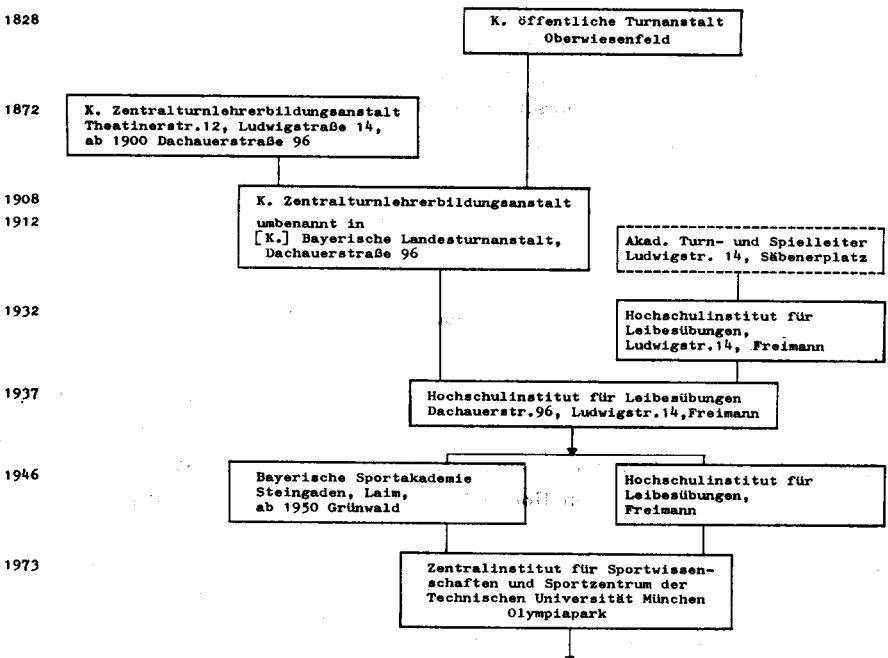 1828
K. öffentliche Turnanstalt
Oberwiesenfeld
1872
K. Zentralturnlehrerbildungsanstalt
Theatinerstr.12, Ludwigstraße 14,
ab 1900 Dachauerstraße 96
1908
K. Zentralturnlehrerbildungsanstalt
1912
umbenannt in
[K.] Bayerische Landesturnanstalt,
Dachauerstraße 96
Akad. Turn- und Spielleiter
Ludwigstr. 14, Säbenerplatz
1932
Hochschulinstitut für
Leibesübungen,
Ludwigstr.14, Freimann
1937
Hochschulinstitut für Leibesübungen
Dachauerstr.96, Ludwigstr.14,Freimann
1946
Bayerische Sportakademie
Steingaden, Laim,
ab 1950 Grünwald
Hochschulinstitut für
Leibesübungen,
Freimann
1973
Zentralinstitut für Sportwissen-
schaften und Sportzentrum der
Technischen Universität München
Olympiapark